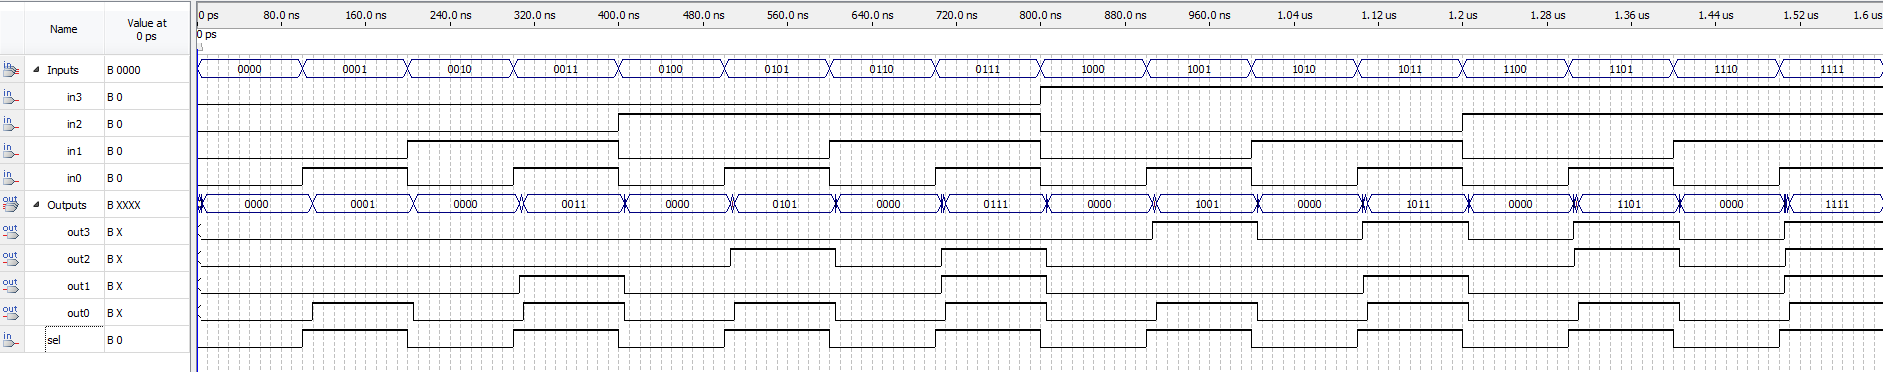 Name
Value at
0 ps
0 ps 80.0 ns 160.0 ns 240.0 ns 320.0 ns 400.0 ns 480.0 ns 560.0 ns 640.0 ns 720.0 ns 800.0 ns 880.0 ns 960.0 ns 1.04 us 1.12 us 1.2 us 1.28 us 1.36 us 1.44 us 1.52 us 1.6 us
0 ps
in Inputs B 0000 0000 0001 0010 0011 0100 0101 0110 0111 1000 1001 1010 1011 1100 1101 1110 1111
in in3 B 0
in in2 B 0
in in1 B 0
in in0 B 0
out Outputs B XXXX 0000 0001 0000 0011 0000 0101 0000 0111 0000 1001 0000 1011 0000 1101 0000 1111
out out3 B X
out out2 B X
out out1 B X
out out0 B X
in sel B 0